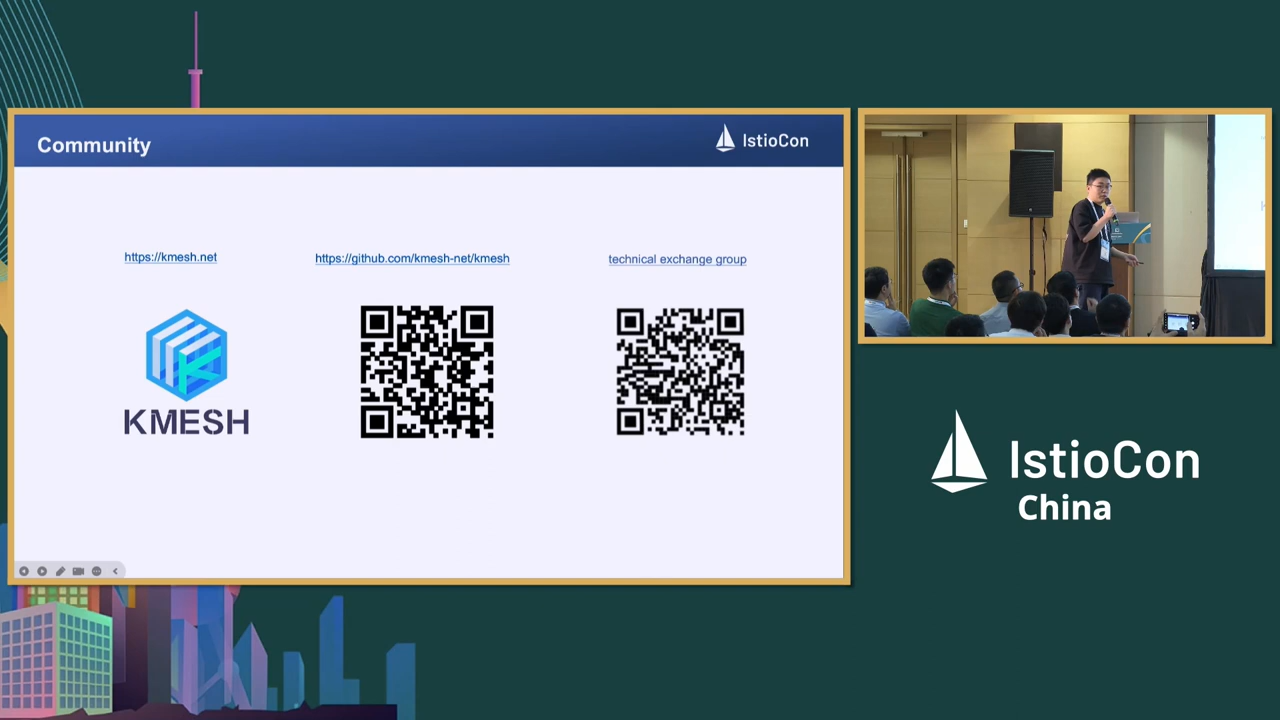 Community
IstioCon
https://kmesh.net
https://github.com/kmesh-net/kmesh
technical exchange group
KMESH
IstioCon
China